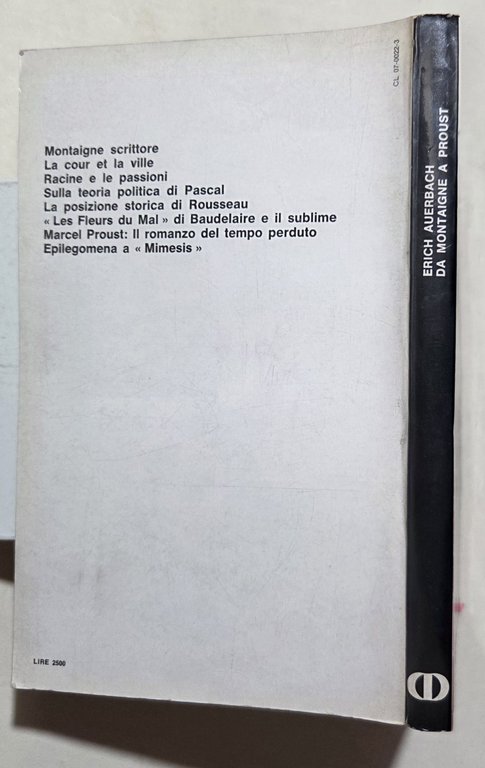 Montaigne scrittore
La cour et la ville
Racine e le passioni
Sulla teoria politica di Pascal
La posizione storica di Rousseau
« Les Fleurs du Mal » di Baudelaire e il sublime
Marcel Proust: Il romanzo del tempo perduto
Epilegomena a « Mimesis »
LIRE 2500
CL 07-0022-3
ERICH AUERBACH
DA MONTAIGNE A PROUST